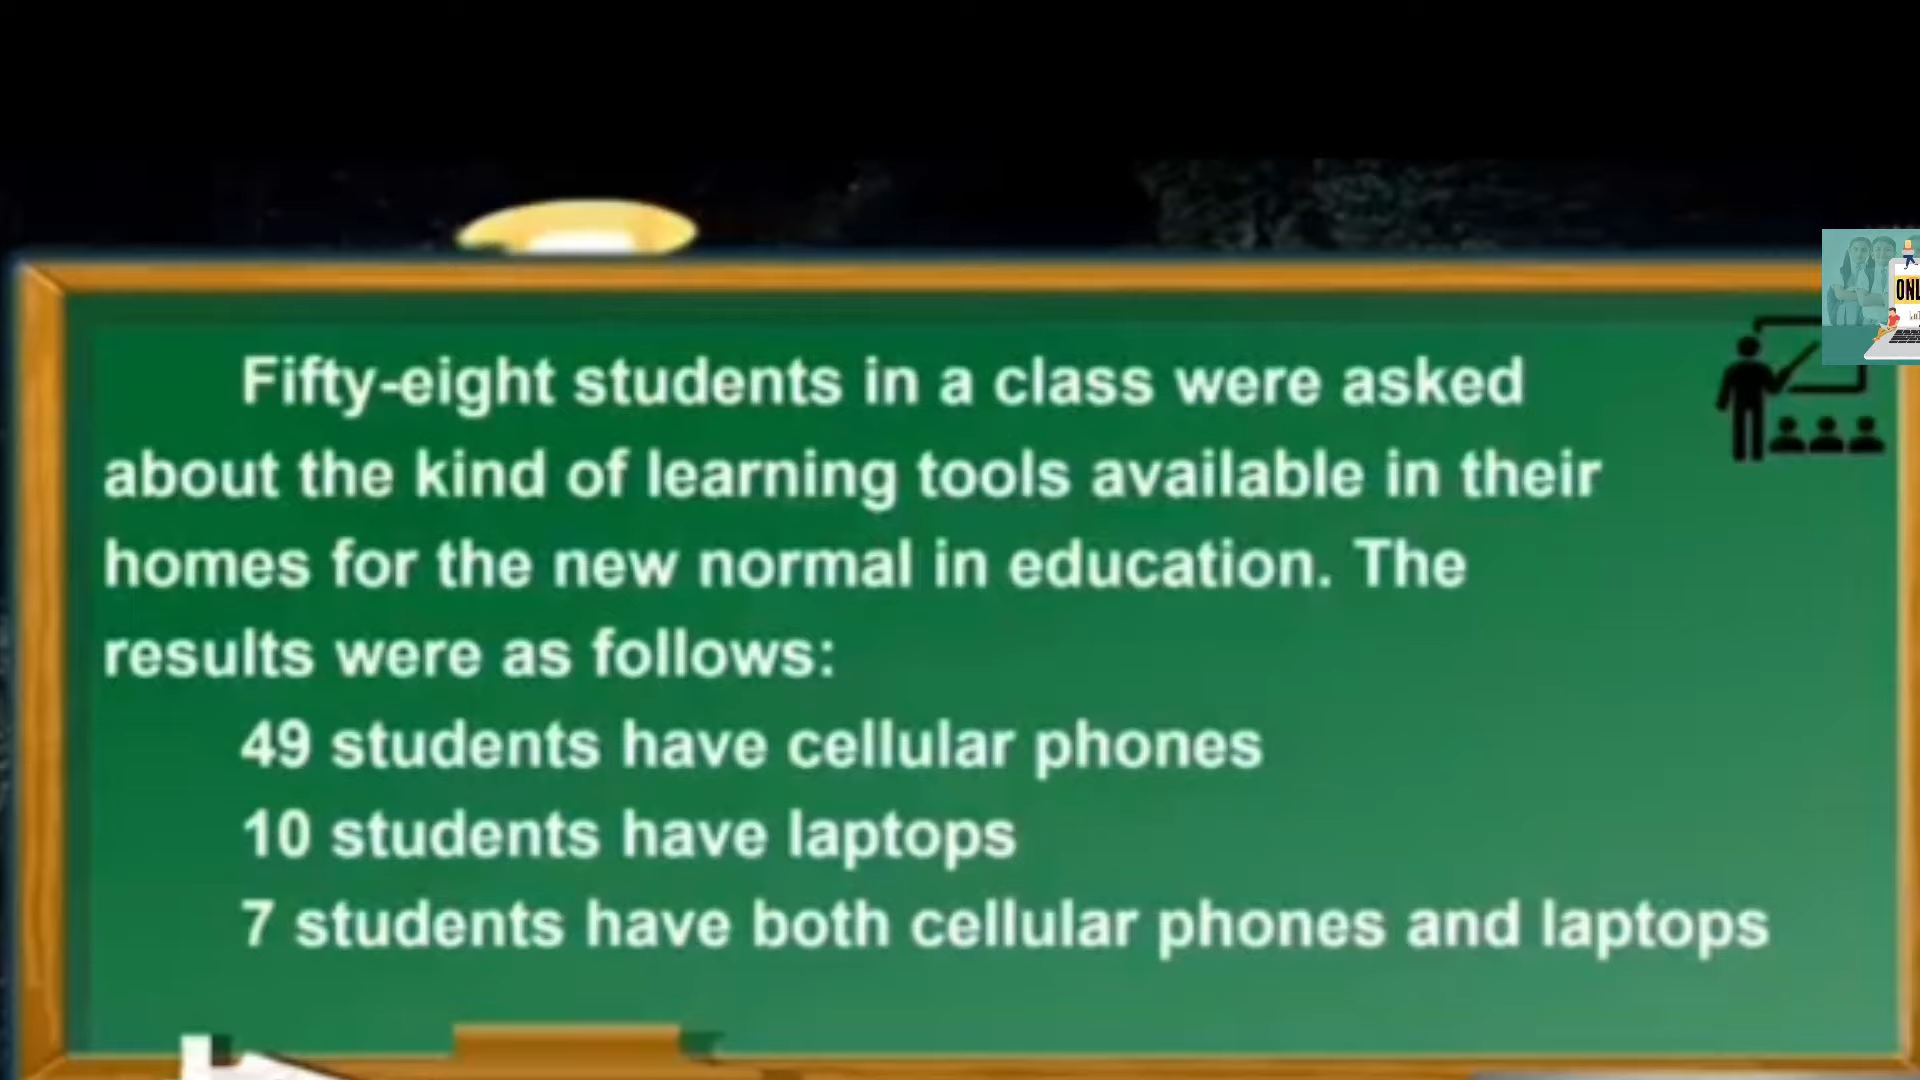 Fifty-eight students in a class were asked
about the kind of learning tools available in their
homes for the new normal in education. The
results were as follows:
49 students have cellular phones
10 students have laptops
7 students have both cellular phones and laptops